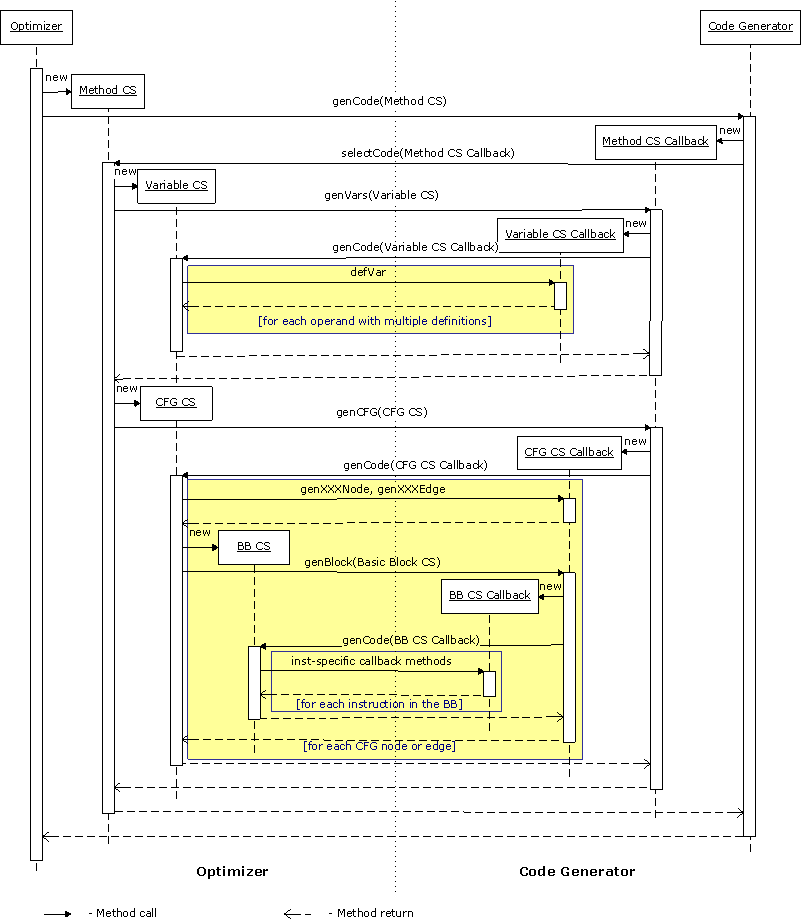 Optimizer
Code Generator
new
Method CS
genCode(Method CS)
new
Method CS Callback
selectCode(Method CS Callback)
new
Variable CS
genVars(Variable CS)
new
Variable CS Callback
genCode(Variable CS Callback)
defVar
[for each operand with multiple definitions]
new
CFG CS
genCFG(CFG CS)
new
CFG CS Callback
genCode(CFG CS Callback)
genXXXNode, genXXXEdge
new
BB CS
genBlock(Basic Block CS)
new
BB CS Callback
genCode(BB CS Callback)
inst-specific callback methods
[for each instruction in the BB]
[for each CFG node or edge]
Optimizer
Code Generator
- Method call
- Method return